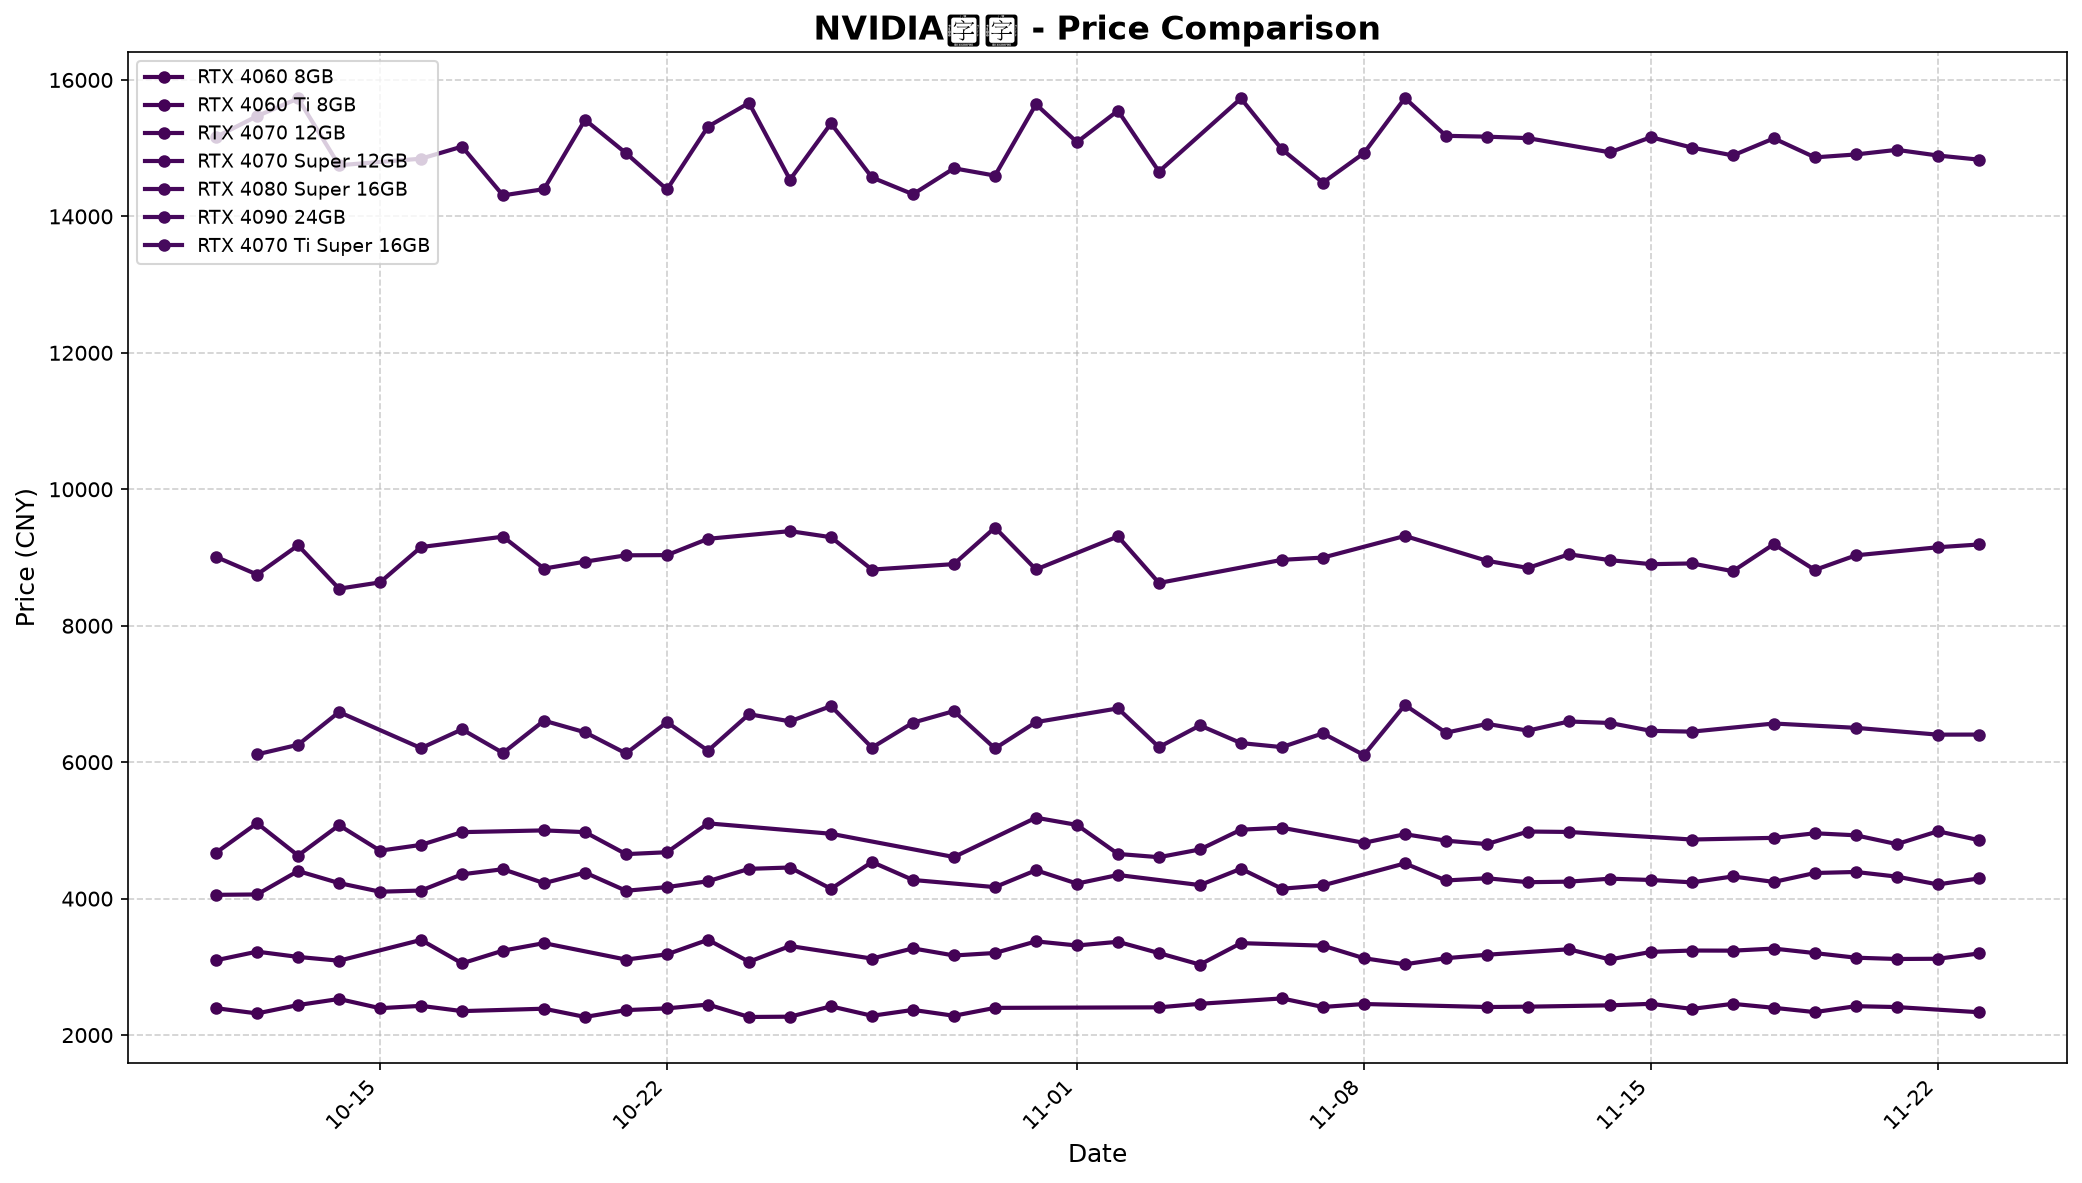 NVIDIA - Price Comparison
RTX 4060 8GB
RTX 4060 Ti 8GB
RTX 4070 12GB
RTX 4070 Super 12GB
RTX 4080 Super 16GB
RTX 4090 24GB
RTX 4070 Ti Super 16GB
16000
14000
12000
10000
8000
6000
4000
2000
Price (CNY)
10-15
10-22
11-01
11-08
11-15
11-22
Date